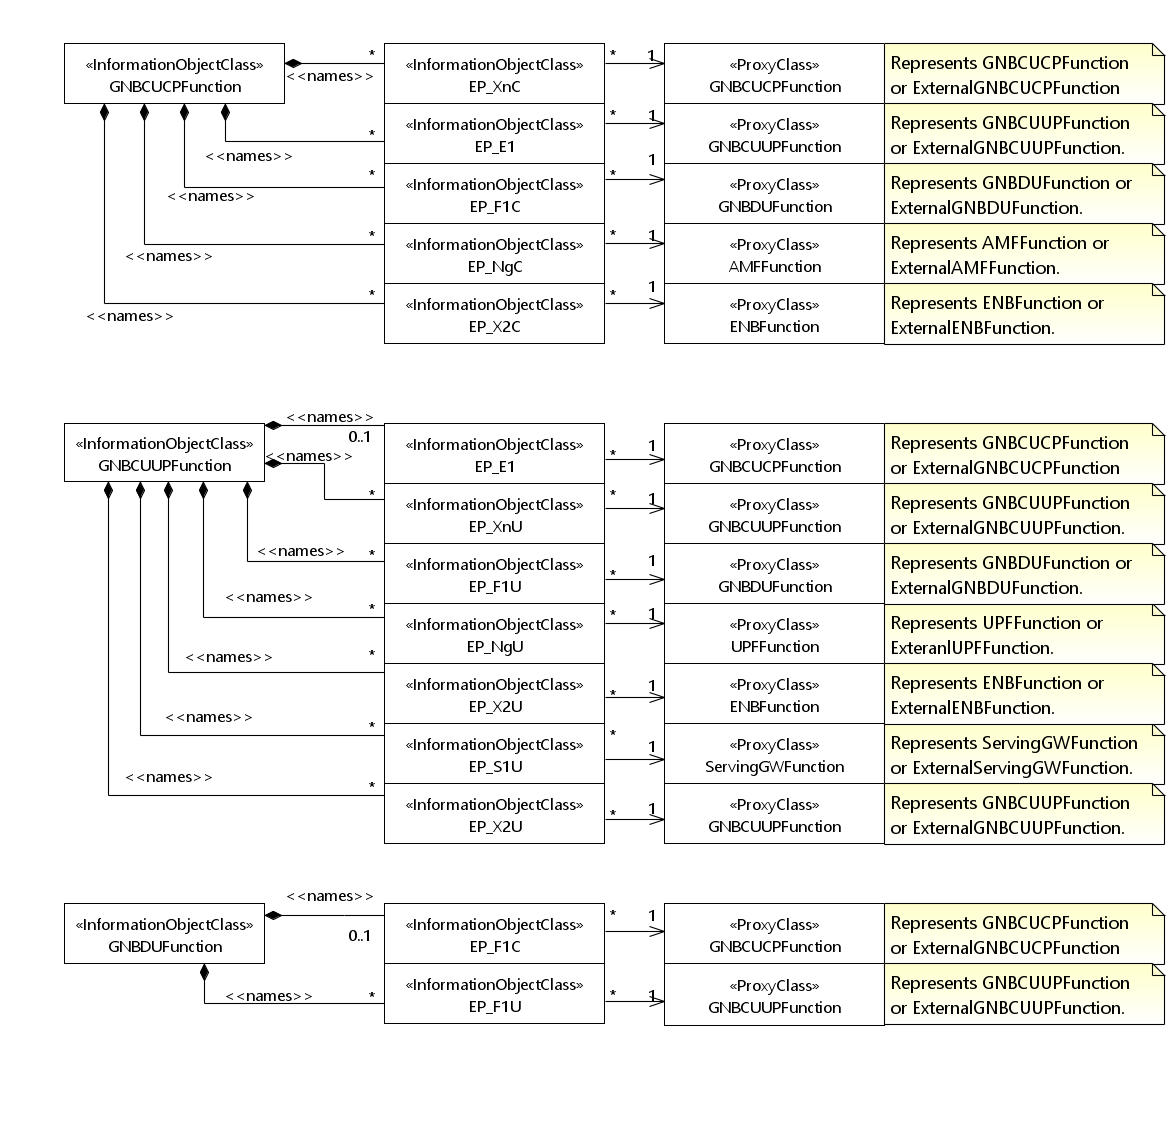 «InformationObjectClass»
GNBCUCPFunction
*
<<names>>
«InformationObjectClass»
EP_XnC
*
1
«ProxyClass»
GNBCUCPFunction
Represents GNBCUCPFunction
or ExternalGNBCUCPFunction
*
<<names>>
«InformationObjectClass»
EP_E1
*
1
«ProxyClass»
GNBCUUPFunction
Represents GNBCUUPFunction
or ExternalGNBCUUPFunction.
*
<<names>>
«InformationObjectClass»
EP_F1C
*
1
«ProxyClass»
GNBDUFunction
Represents GNBDUFunction or
ExternalGNBDUFunction.
*
<<names>>
«InformationObjectClass»
EP_NgC
*
1
«ProxyClass»
AMFFunction
Represents AMFFunction or
ExternalAMFFunction.
*
<<names>>
«InformationObjectClass»
EP_X2C
*
1
«ProxyClass»
ENBFunction
Represents ENBFunction or
ExternalENBFunction.
«InformationObjectClass»
GNBCUUPFunction
<<names>>
0..1
«InformationObjectClass»
EP_E1
*
1
«ProxyClass»
GNBCUCPFunction
Represents GNBCUCPFunction
or ExternalGNBCUCPFunction
<<names>>
*
«InformationObjectClass»
EP_XnU
*
1
«ProxyClass»
GNBCUUPFunction
Represents GNBCUUPFunction
or ExternalGNBCUUPFunction.
<<names>>
*
«InformationObjectClass»
EP_F1U
*
1
«ProxyClass»
GNBDUFunction
Represents GNBDUFunction or
ExternalGNBDUFunction.
<<names>>
*
«InformationObjectClass»
EP_NgU
*
1
«ProxyClass»
UPFFunction
Represents UPFFunction or
ExteranlUPFFunction.
<<names>>
*
«InformationObjectClass»
EP_X2U
*
1
«ProxyClass»
ENBFunction
Represents ENBFunction or
ExternalENBFunction.
<<names>>
*
«InformationObjectClass»
EP_S1U
*
1
«ProxyClass»
ServingGWFunction
Represents ServingGWFunction
or ExternalServingGWFunction.
<<names>>
*
«InformationObjectClass»
EP_X2U
*
1
«ProxyClass»
GNBCUUPFunction
Represents GNBCUUPFunction
or ExternalGNBCUUPFunction.
«InformationObjectClass»
GNBDUFunction
<<names>>
0..1
«InformationObjectClass»
EP_F1C
*
1
«ProxyClass»
GNBCUCPFunction
Represents GNBCUCPFunction
or ExternalGNBCUCPFunction
<<names>>
*
«InformationObjectClass»
EP_F1U
*
1
«ProxyClass»
GNBCUUPFunction
Represents GNBCUUPFunction
or ExternalGNBCUUPFunction.